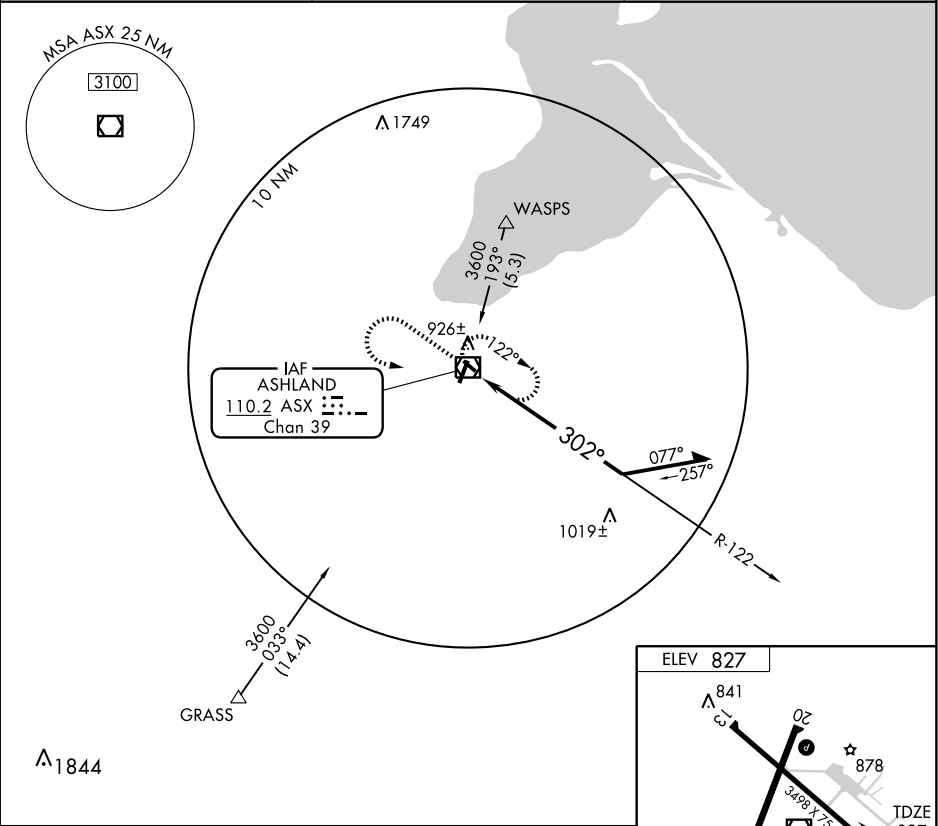 MSA ASX 25 NM
3100
1749
10 NM
WASPS
3600
193°
(5.3)
926±
122°
IAF
ASHLAND
110.2 ASX
Chan 39
302°
077°
257°
1019±
R-122
3600
033°
(14.4)
GRASS
1844
ELEV 827
841
13
20
P
878
3498 X 75
TDZE